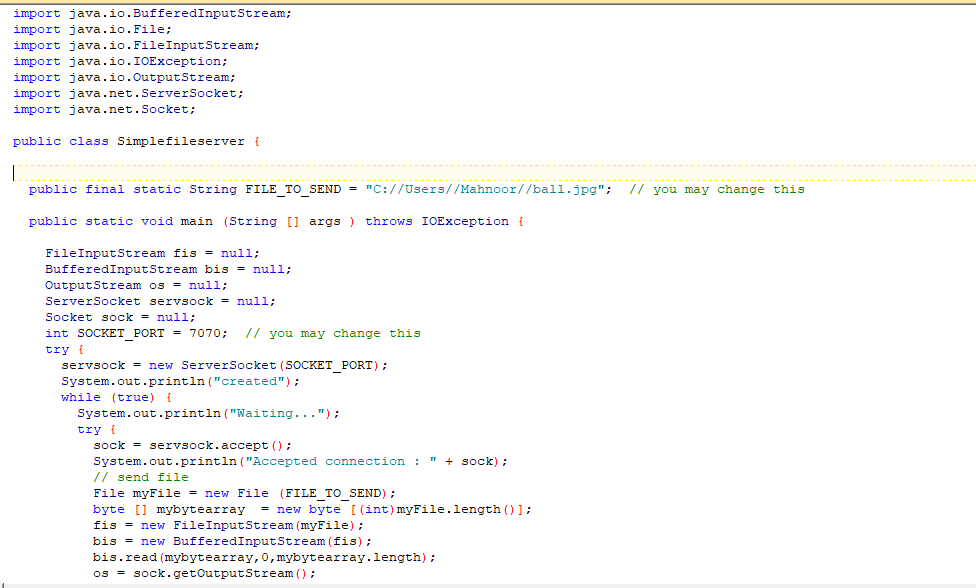 import java.io.BufferedInputStream;
import java.io.File;
import java.io.FileInputStream;
import java.io.IOException;
import java.io.OutputStream;
import java.net.ServerSocket;
import java.net.Socket;
public class Simplefileserver {
public final static String FILE_TO_SEND = "C://Users//Mahnoor//ball.jpg";  // you may change this
public static void main (String [] args ) throws IOException {
FileInputStream fis = null;
BufferedInputStream bis = null;
OutputStream os = null;
ServerSocket servsock = null;
Socket sock = null;
int SOCKET_PORT = 7070;  // you may change this
try {
servsock = new ServerSocket(SOCKET_PORT);
System.out.println("created");
while (true) {
System.out.println("Waiting...");
try {
sock = servsock.accept();
System.out.println("Accepted connection : " + sock);
// send file
File myFile = new File (FILE_TO_SEND);
byte [] mybytearray  = new byte [(int)myFile.length()];
fis = new FileInputStream(myFile);
bis = new BufferedInputStream(fis);
bis.read(mybytearray,0,mybytearray.length);
os = sock.getOutputStream();